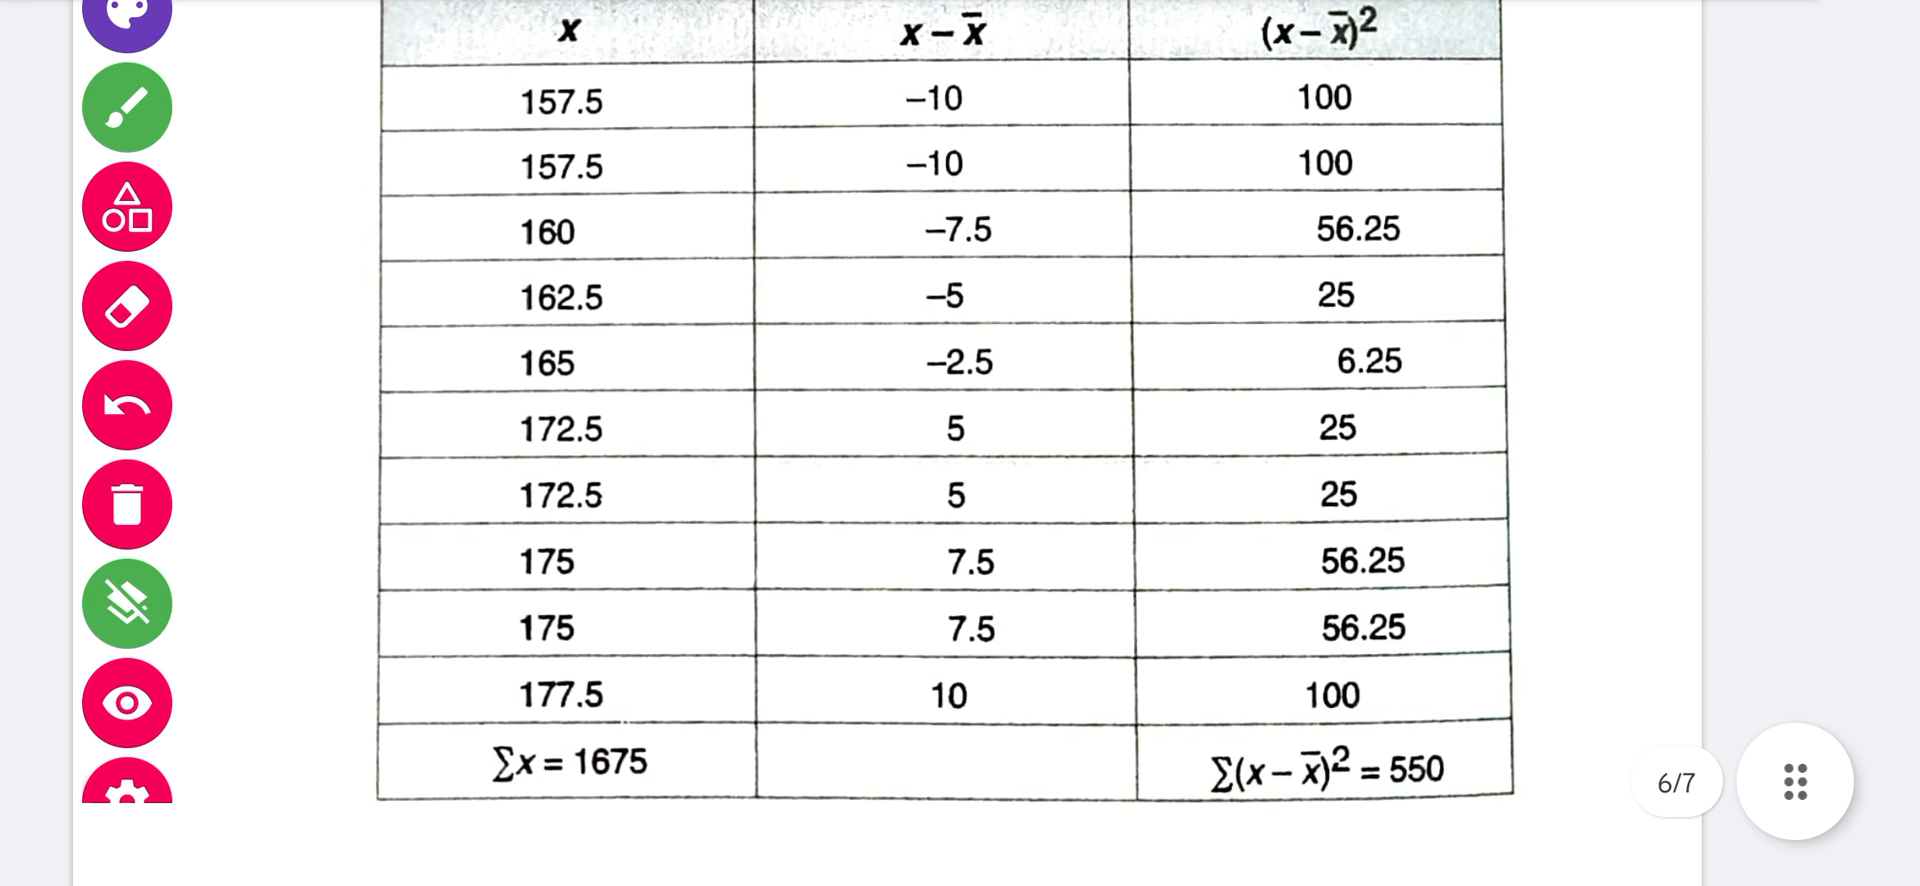 x x – x̄ (x – x̄)²
157.5 –10 100
157.5 –10 100
160 –7.5 56.25
162.5 –5 25
165 –2.5 6.25
172.5 5 25
172.5 5 25
175 7.5 56.25
175 7.5 56.25
177.5 10 100
∑x = 1675 ∑(x – x̄)² = 550
6/7